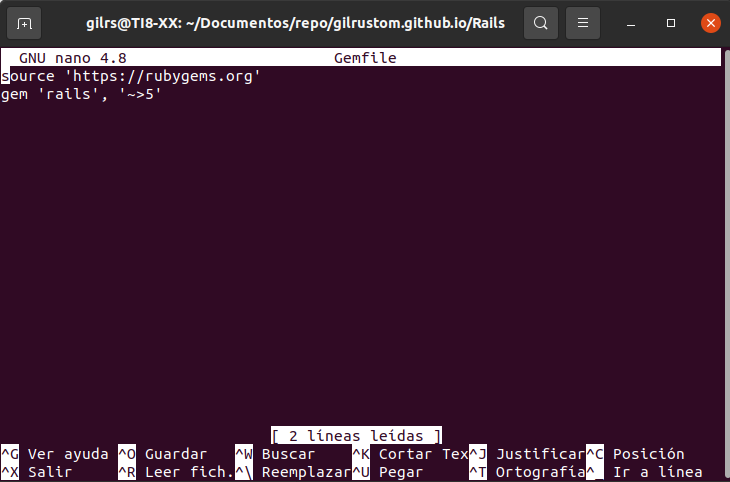 gilrs@TI8-XX: ~/Documentos/repo/gilrustom.github.io/Rails
GNU nano 4.8 Gemfile
source 'https://rubygems.org'
gem 'rails', '~>5'
[ 2 líneas leídas ]
^G Ver ayuda ^O Guardar ^W Buscar ^K Cortar Tex^J Justificar^C Posición
^X Salir ^R Leer fich.^\ Reemplazar^U Pegar ^T Ortografía^_ Ir a línea